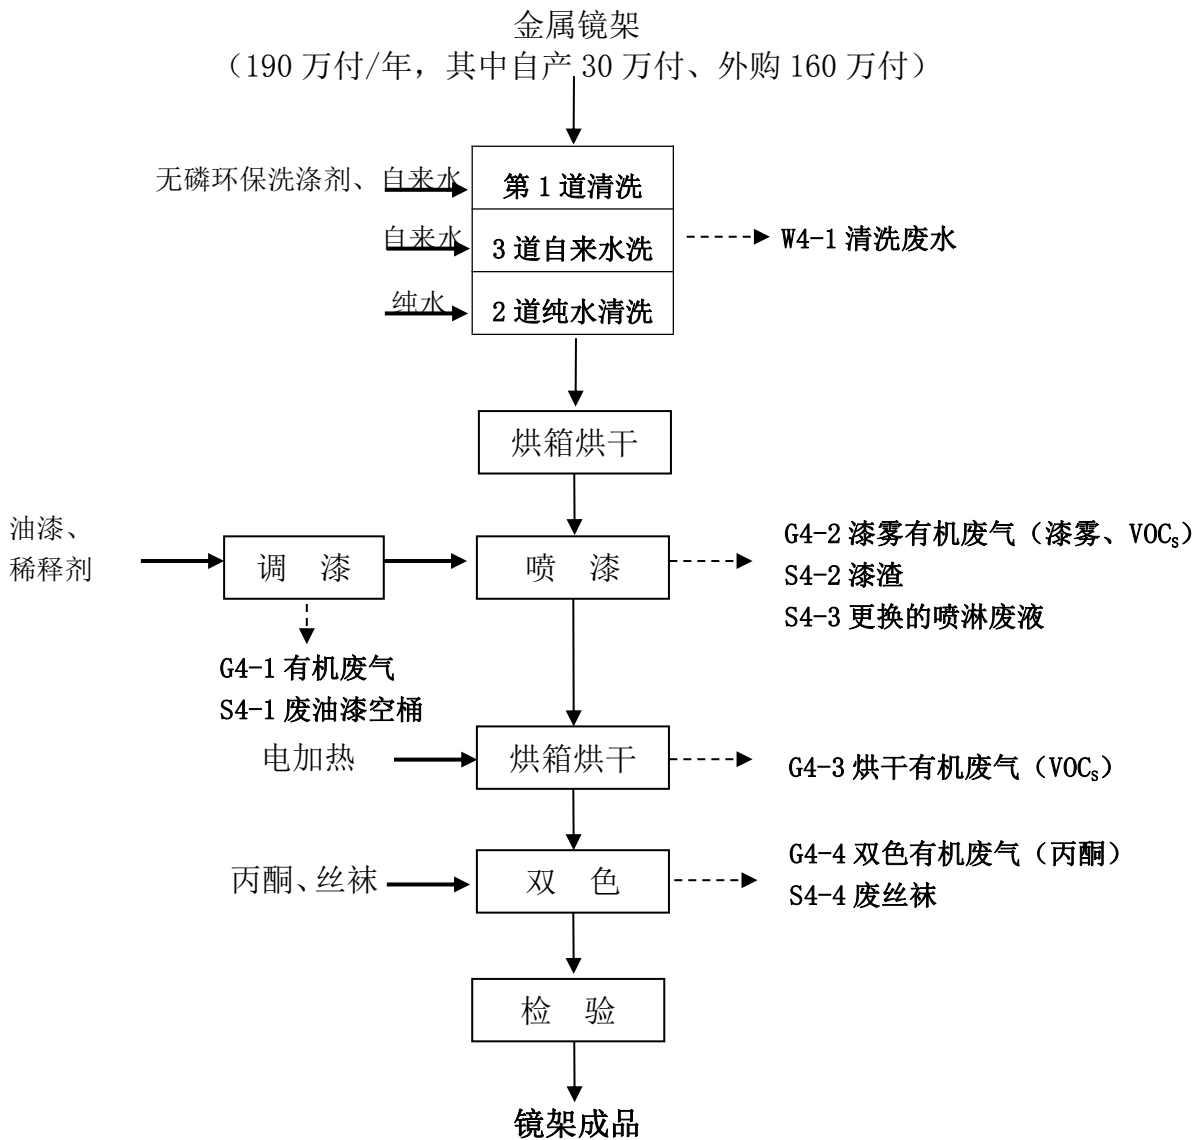 金属镜架
（190 万付/年，其中自产 30 万付、外购 160 万付）
无磷环保洗涤剂、自来水
第 1 道清洗
自来水
3 道自来水洗
W4-1 清洗废水
纯水
2 道纯水清洗
烘箱烘干
油漆、
稀释剂
调 漆
喷 漆
G4-2 漆雾有机废气（漆雾、VOCs）
S4-2 漆渣
S4-3 更换的喷淋废液
G4-1 有机废气
S4-1 废油漆空桶
电加热
烘箱烘干
G4-3 烘干有机废气（VOCs）
丙酮、丝袜
双 色
G4-4 双色有机废气（丙酮）
S4-4 废丝袜
检 验
镜架成品